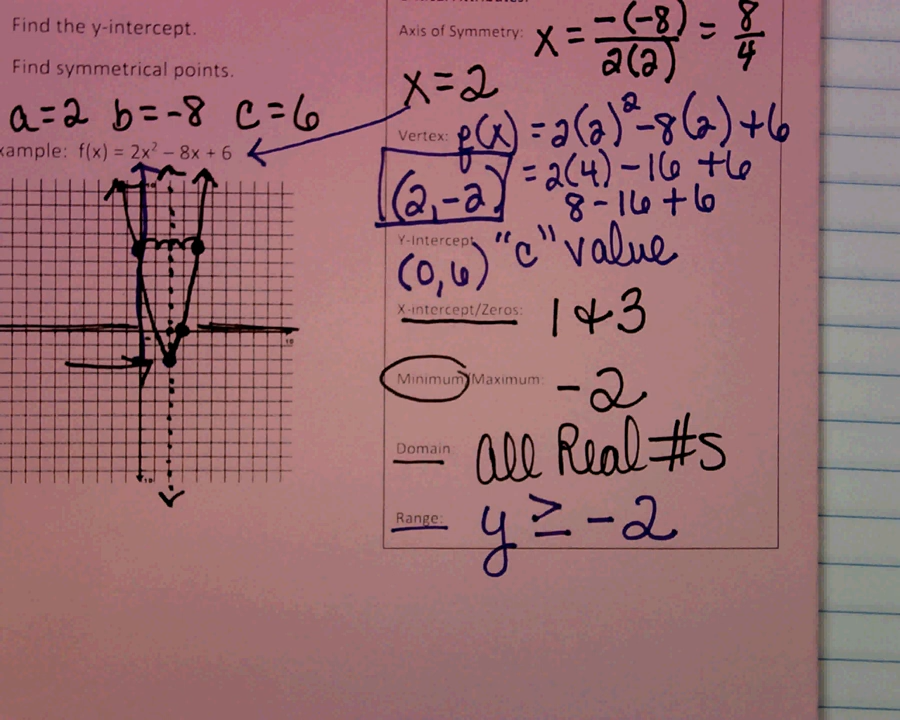 Find the y-intercept.
Find symmetrical points.
a=2 b=-8 c=6
xample: f(x) = 2x² – 8x + 6
10
Axis of Symmetry: x = -(-8)/2(2) = 8/4
x=2
Vertex: f(x) = 2(2)²-8(2)+6
(2,-2) = 2(4)-16+6
8-16+6
Y-Intercept "c" value
(0,6)
X-intercept/Zeros: 1 & 3
Minimum/Maximum: -2
Domain All Real #s
Range: y ≥ -2